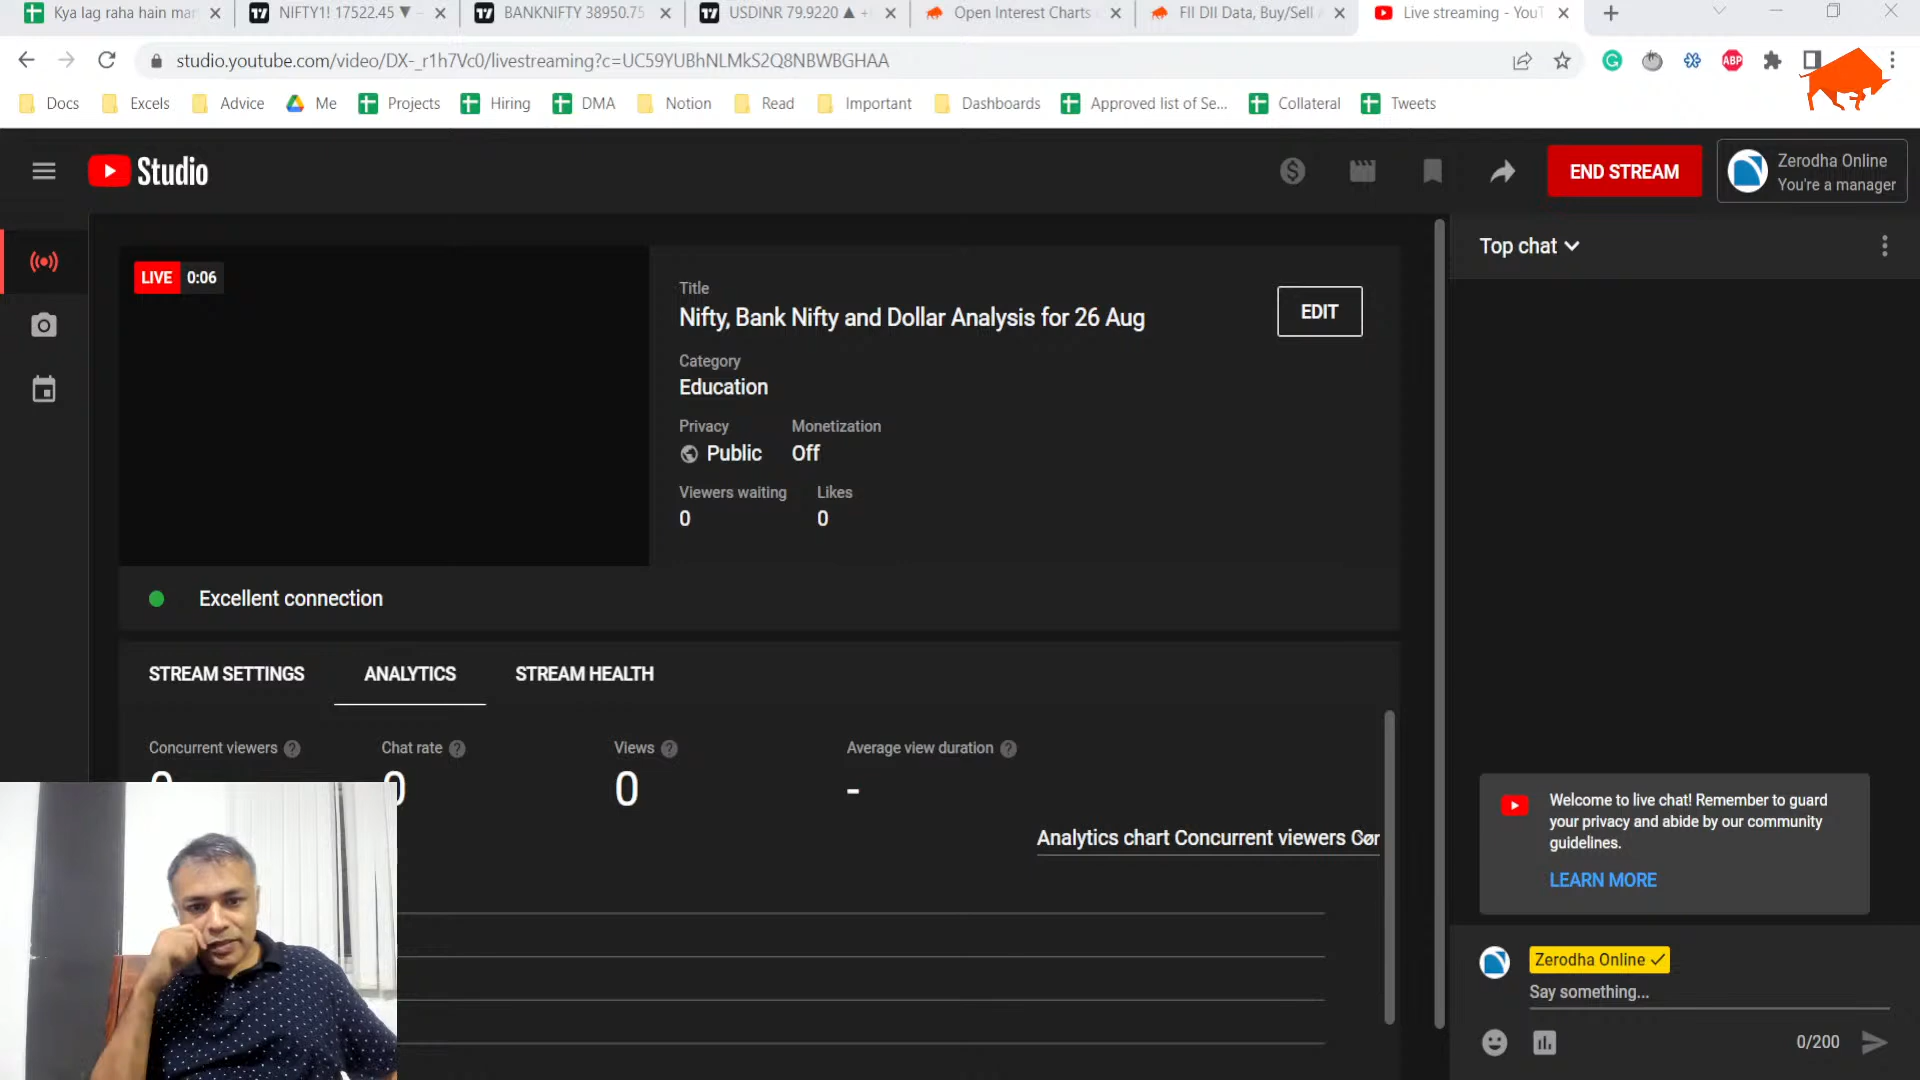 Kya lag raha hain mar
NIFTY1! 17522.45 ▼ −
BANKNIFTY 38950.75
USDINR 79.9220 ▲ +
Open Interest Charts
FII DII Data, Buy/Sell
Live streaming - YouT
studio.youtube.com/video/DX-_r1h7Vc0/livestreaming?c=UC59YUBhNLMkS2Q8NBWBGHAA
ABP
Docs
Excels
Advice
Me
Projects
Hiring
DMA
Notion
Read
Important
Dashboards
Approved list of Se...
Collateral
Tweets
Studio
END STREAM
Zerodha Online
You're a manager
LIVE 0:06
Title
Nifty, Bank Nifty and Dollar Analysis for 26 Aug
EDIT
Category
Education
Privacy Monetization
Public Off
Viewers waiting Likes
0 0
Excellent connection
STREAM SETTINGS ANALYTICS STREAM HEALTH
Concurrent viewers Chat rate Views Average view duration
0 0 0 -
Analytics chart Concurrent viewers
Top chat
Welcome to live chat! Remember to guard
your privacy and abide by our community
guidelines.
LEARN MORE
Zerodha Online ✓
Say something...
0/200